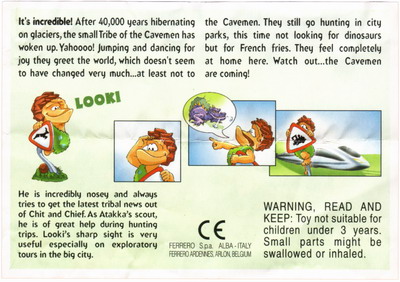 It's incredible! After 40,000 years hibernating
on glaciers, the small Tribe of the Cavemen has
woken up. Yahoooo! Jumping and dancing for
joy they greet the world, which doesn't seem
to have changed very much...at least not to
the Cavemen. They still go hunting in city
parks, this time not looking for dinosaurs
but for French fries. They feel completely
at home here. Watch out...the Cavemen
are coming!
LOOKI
He is incredibly nosey and always
tries to get the latest tribal news out
of Chit and Chief. As Atakka's scout,
he is of great help during hunting
trips. Looki's sharp sight is very
useful especially on exploratory
tours in the big city.
CE
FERRERO S.p.a. ALBA - ITALY
FERRERO ARDENNES, ARLON, BELGIUM
WARNING, READ AND
KEEP: Toy not suitable for
children under 3 years.
Small parts might be
swallowed or inhaled.